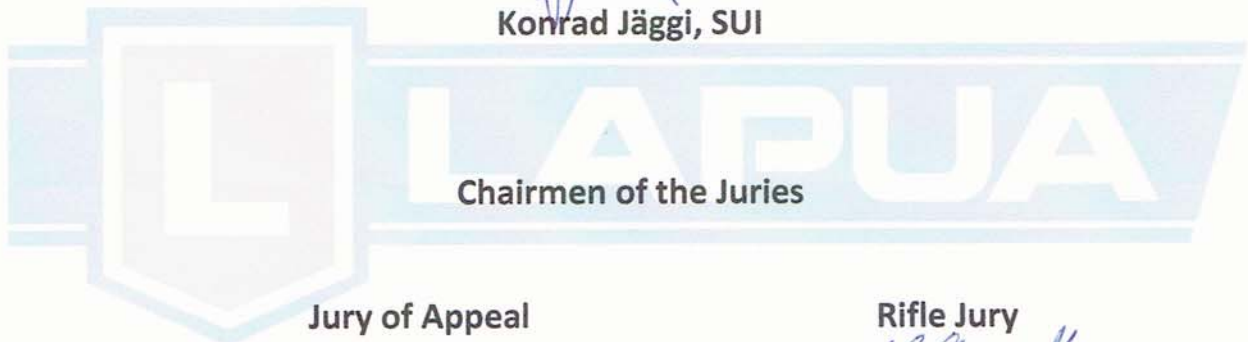 Konrad Jäggi, SUI
L LAPUA
Chairmen of the Juries
Jury of Appeal Rifle Jury